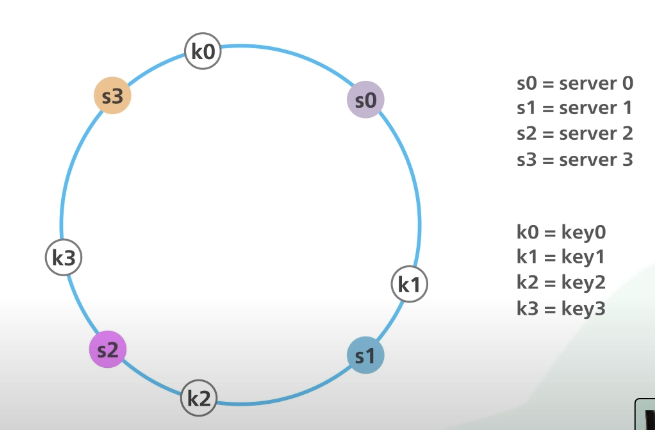 k0
s3
s0
k3
k1
s2
s1
k2
s0 = server 0
s1 = server 1
s2 = server 2
s3 = server 3
k0 = key0
k1 = key1
k2 = key2
k3 = key3